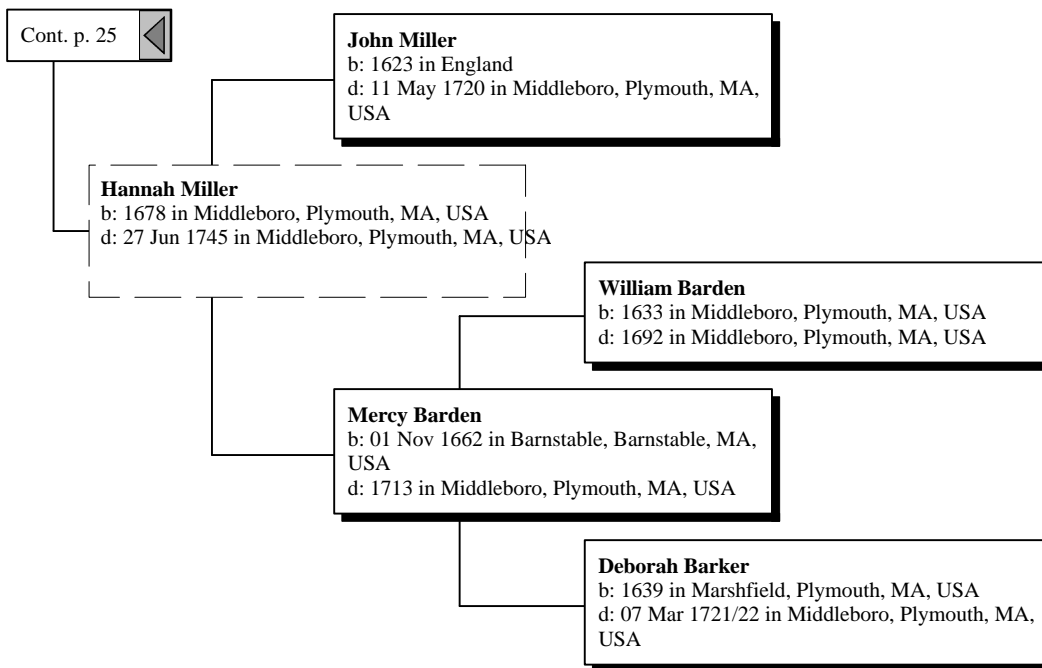 Cont. p. 25
John Miller
b: 1623 in England
d: 11 May 1720 in Middleboro, Plymouth, MA,
USA
Hannah Miller
b: 1678 in Middleboro, Plymouth, MA, USA
d: 27 Jun 1745 in Middleboro, Plymouth, MA, USA
William Barden
b: 1633 in Middleboro, Plymouth, MA, USA
d: 1692 in Middleboro, Plymouth, MA, USA
Mercy Barden
b: 01 Nov 1662 in Barnstable, Barnstable, MA,
USA
d: 1713 in Middleboro, Plymouth, MA, USA
Deborah Barker
b: 1639 in Marshfield, Plymouth, MA, USA
d: 07 Mar 1721/22 in Middleboro, Plymouth, MA,
USA